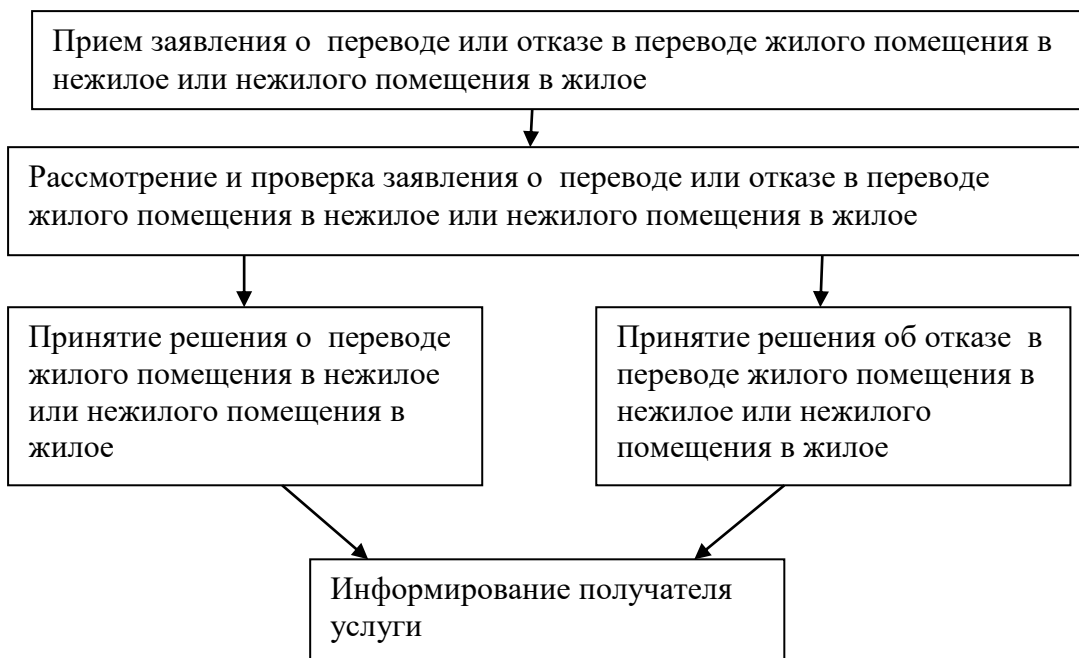 Прием заявления о  переводе или отказе в переводе жилого помещения в
нежилое или нежилого помещения в жилое
Рассмотрение и проверка заявления о  переводе или отказе в переводе
жилого помещения в нежилое или нежилого помещения в жилое
Принятие решения о  переводе
жилого помещения в нежилое
или нежилого помещения в
жилое
Принятие решения об отказе  в
переводе жилого помещения в
нежилое или нежилого
помещения в жилое
Информирование получателя
услуги